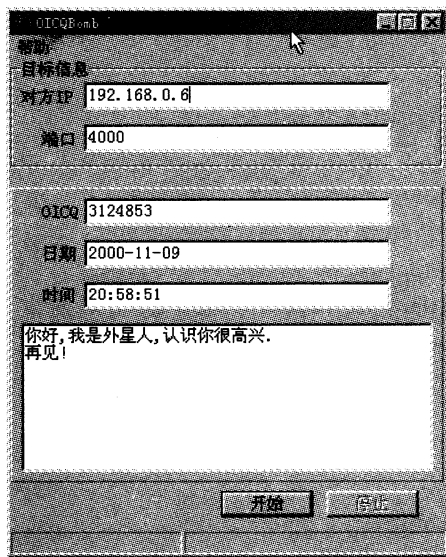 OICQBomb
帮助
目标信息
对方IP 192.168.0.6
端口 4000
OICQ 3124853
日期 2000-11-09
时间 20:58:51
你好,我是外星人,认识你很高兴.
再见!
开始 停止